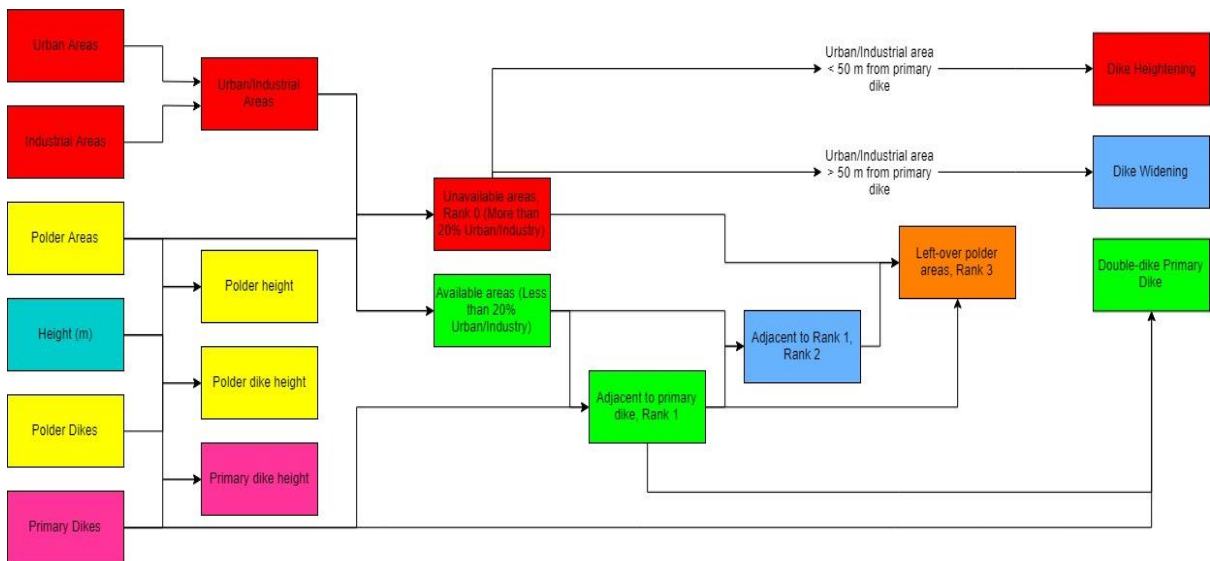 Urban Areas
Industrial Areas
Polder Areas
Height (m)
Polder Dikes
Primary Dikes
Urban/Industrial
Areas
Polder height
Polder dike height
Primary dike height
Unavailable areas,
Rank 0 (More than
20% Urban/Industry)
Available areas (Less
than 20%
Urban/Industry)
Adjacent to primary
dike, Rank 1
Adjacent to Rank 1,
Rank 2
Urban/Industrial area
< 50 m from primary
dike
Urban/Industrial area
> 50 m from primary
dike
Left-over polder
areas, Rank 3
Dike Heightening
Dike Widening
Double-dike Primary
Dike